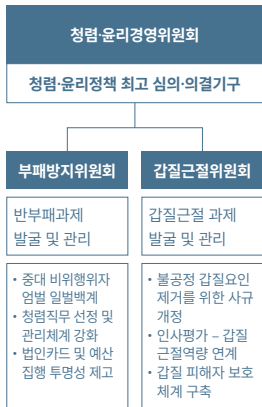 청렴·윤리경영위원회
청렴·윤리정책 최고 심의·의결기구
부패방지위원회
반부패과제
발굴 및 관리
• 중대 비위행위자
엄벌 일벌백계
• 청렴직무 선정 및
관리체계 강화
• 법인카드 및 예산
집행 투명성 제고
갑질근절위원회
갑질근절 과제
발굴 및 관리
• 불공정 갑질요인
제거를 위한 사규
개정
• 인사평가 – 갑질
근절역량 연계
• 갑질 피해자 보호
체계 구축